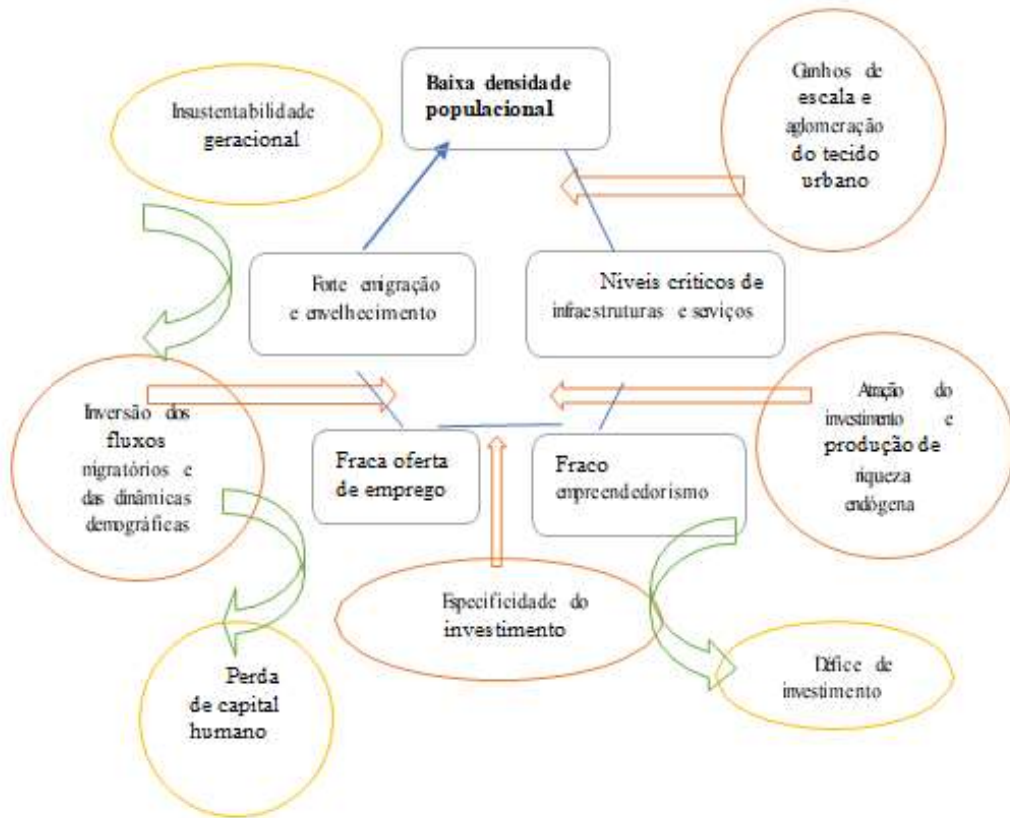 Baixa densidade
populacional
Insustentabilidade
geracional
Ganhos de
escala e
aglomeração
do tecido
urbano
Forte emigração
e envelhecimento
Níveis críticos de
infraestruturas e serviços
Inversão dos
fluxos
migratórios e
das dinâmicas
demográficas
Fraca oferta
de emprego
Fraco
empreendedorismo
Atração do
investimento e
produção de
riqueza
endógena
Especificidade do
investimento
Perda
de capital
humano
Défice de
investimento